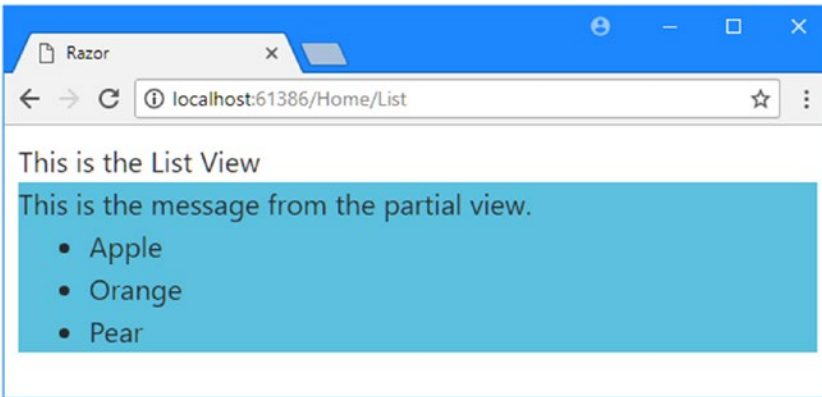 Razor
localhost:61386/Home/List
This is the List View
This is the message from the partial view.
Apple
Orange
Pear